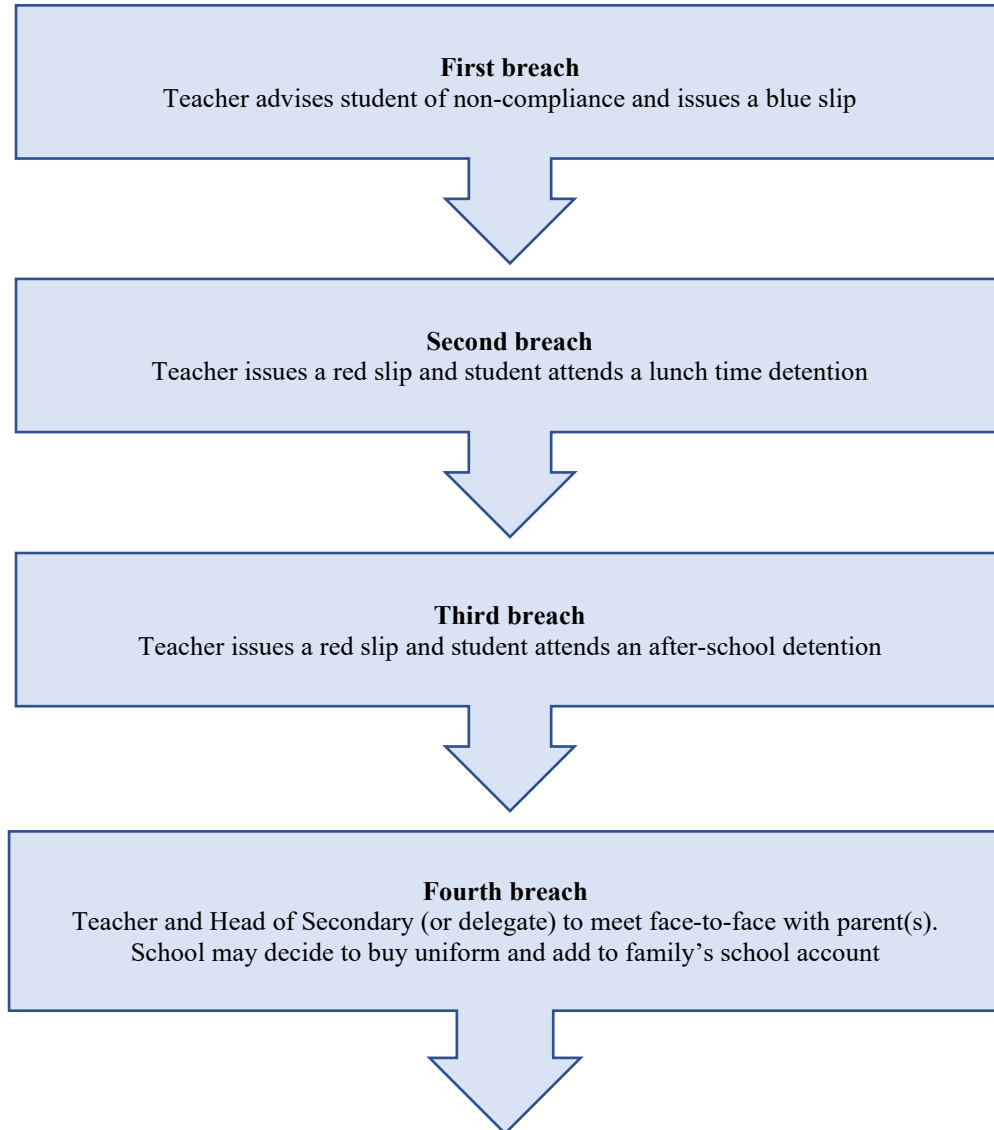 First breach
Teacher advises student of non-compliance and issues a blue slip
Second breach
Teacher issues a red slip and student attends a lunch time detention
Third breach
Teacher issues a red slip and student attends an after-school detention
Fourth breach
Teacher and Head of Secondary (or delegate) to meet face-to-face with parent(s).
School may decide to buy uniform and add to family’s school account